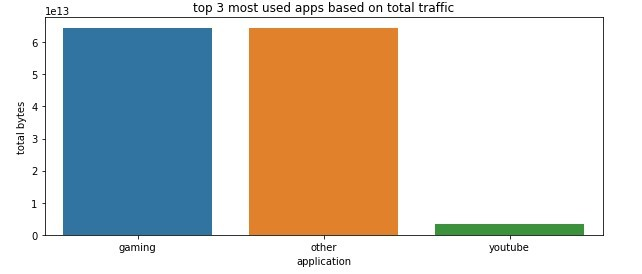 top 3 most used apps based on total traffic
1e13
6
5
4
3
2
1
0
total bytes
gaming other youtube
application